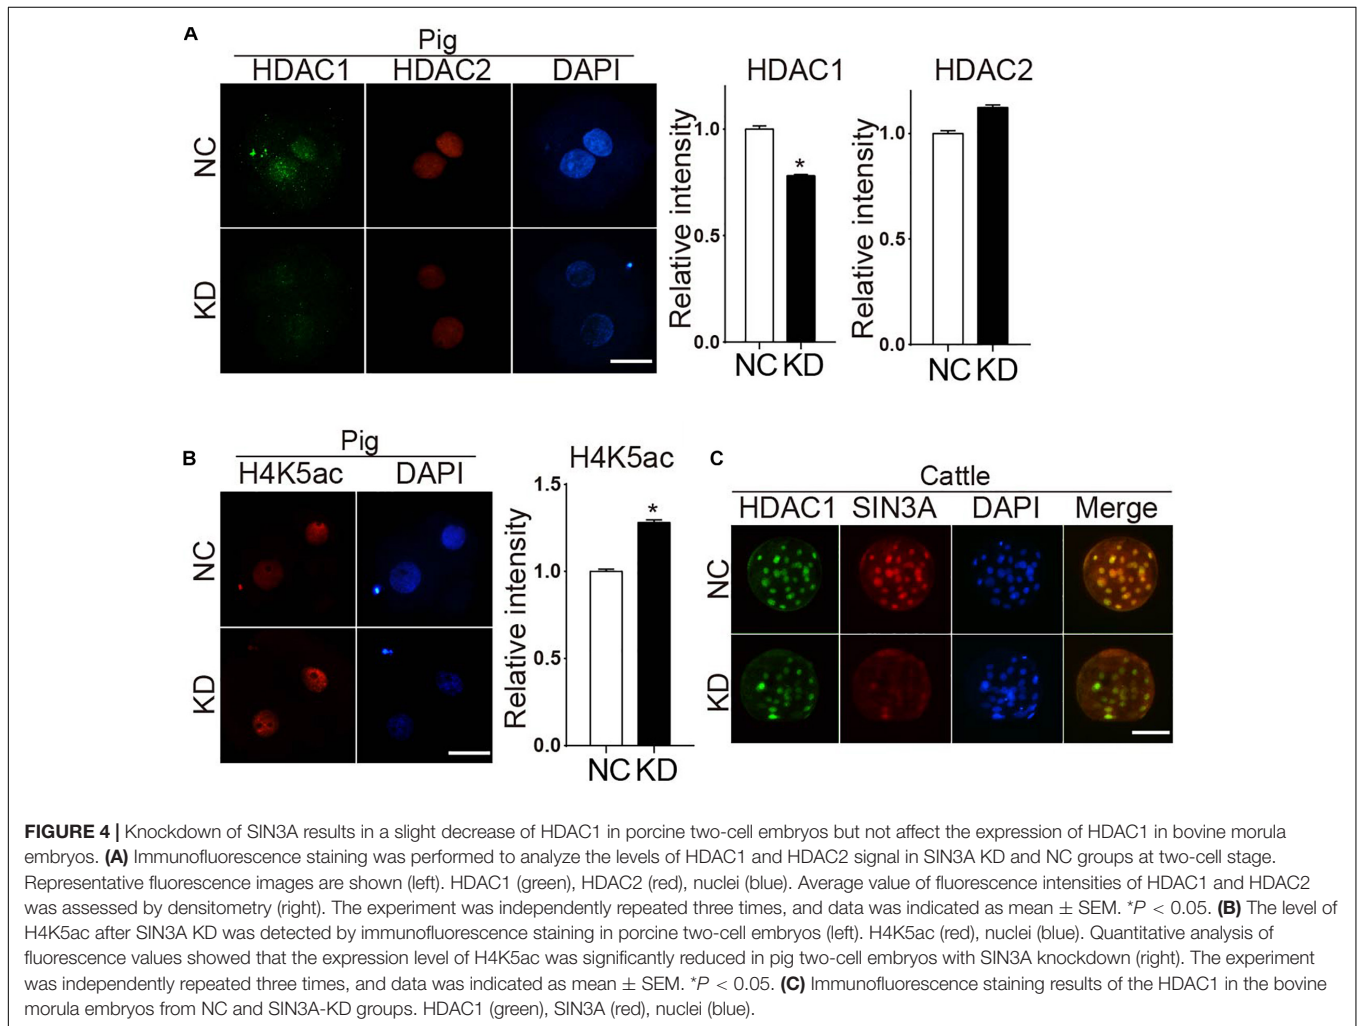 A
Pig
HDAC1 HDAC2 DAPI
NC
KD
HDAC1
Relative intensity
1.0
0.5
0.0
*
NC KD
HDAC2
Relative intensity
1.0
0.5
0.0
NC KD
B
Pig
H4K5ac DAPI
NC
KD
H4K5ac
Relative intensity
1.5
1.0
0.5
0.0
*
NC KD
C
Cattle
HDAC1 SIN3A DAPI Merge
NC
KD
FIGURE 4 | Knockdown of SIN3A results in a slight decrease of HDAC1 in porcine two-cell embryos but not affect the expression of HDAC1 in bovine morula
embryos. (A) Immunofluorescence staining was performed to analyze the levels of HDAC1 and HDAC2 signal in SIN3A KD and NC groups at two-cell stage.
Representative fluorescence images are shown (left). HDAC1 (green), HDAC2 (red), nuclei (blue). Average value of fluorescence intensities of HDAC1 and HDAC2
was assessed by densitometry (right). The experiment was independently repeated three times, and data was indicated as mean ± SEM. *P < 0.05. (B) The level of
H4K5ac after SIN3A KD was detected by immunofluorescence staining in porcine two-cell embryos (left). H4K5ac (red), nuclei (blue). Quantitative analysis of
fluorescence values showed that the expression level of H4K5ac was significantly reduced in pig two-cell embryos with SIN3A knockdown (right). The experiment
was independently repeated three times, and data was indicated as mean ± SEM. *P < 0.05. (C) Immunofluorescence staining results of the HDAC1 in the bovine
morula embryos from NC and SIN3A-KD groups. HDAC1 (green), SIN3A (red), nuclei (blue).